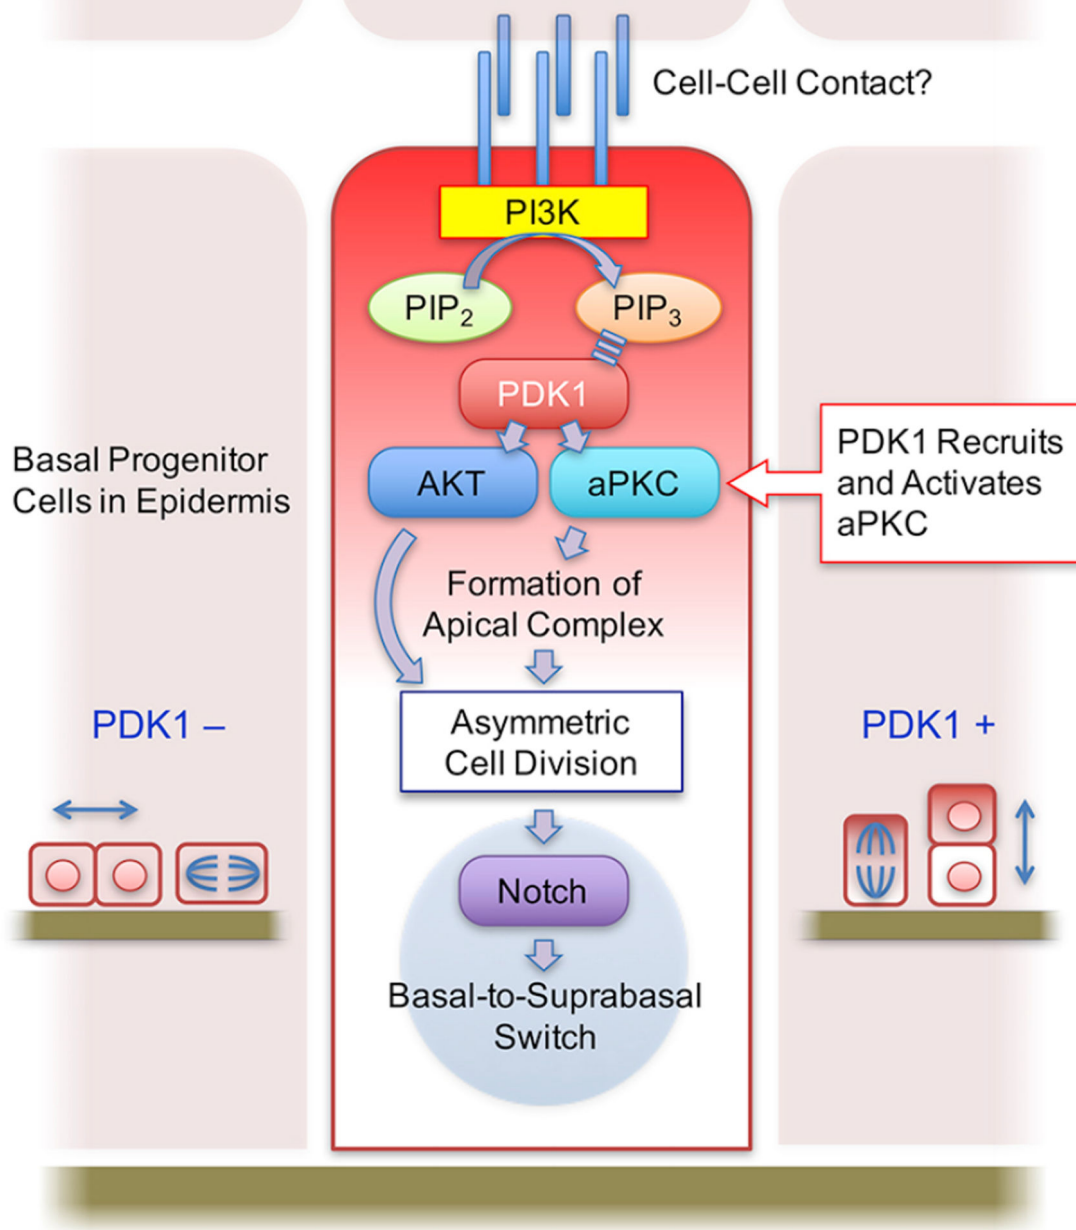 Cell-Cell Contact?
PI3K
PIP₂
PIP₃
PDK1
AKT
aPKC
PDK1 Recruits
and Activates
aPKC
Basal Progenitor
Cells in Epidermis
Formation of
Apical Complex
Asymmetric
Cell Division
PDK1 –
PDK1 +
Notch
Basal-to-Suprabasal
Switch